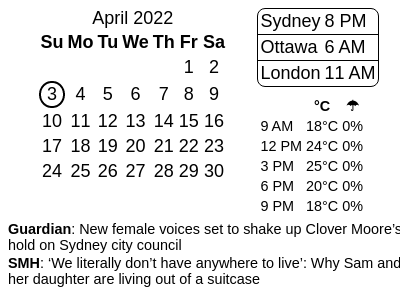 April 2022
Su Mo Tu We Th Fr Sa
1 2
3 4 5 6 7 8 9
10 11 12 13 14 15 16
17 18 19 20 21 22 23
24 25 26 27 28 29 30
Sydney 8 PM
Ottawa 6 AM
London 11 AM
°C ☂
9 AM 18°C 0%
12 PM 24°C 0%
3 PM 25°C 0%
6 PM 20°C 0%
9 PM 18°C 0%
Guardian: New female voices set to shake up Clover Moore's
hold on Sydney city council
SMH: ‘We literally don’t have anywhere to live’: Why Sam and
her daughter are living out of a suitcase